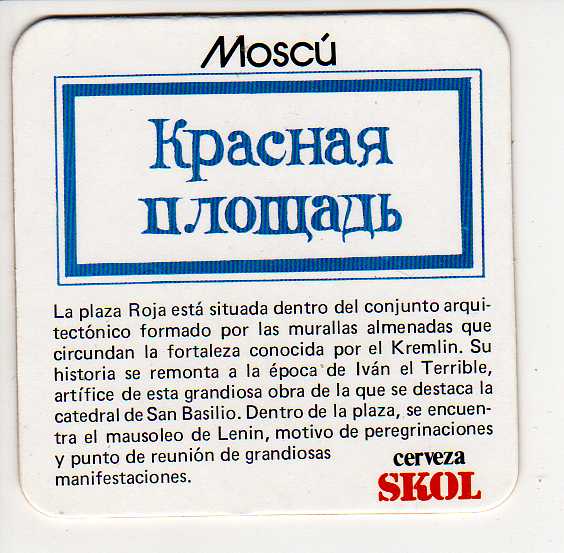 Moscú
Красная
площадь
La plaza Roja está situada dentro del conjunto arqui-
tectónico formado por las murallas almenadas que
circundan la fortaleza conocida por el Kremlin. Su
historia se remonta a la época de Iván el Terrible,
artífice de esta grandiosa obra de la que se destaca la
catedral de San Basilio. Dentro de la plaza, se encuen-
tra el mausoleo de Lenin, motivo de peregrinaciones
y punto de reunión de grandiosas
manifestaciones.
cerveza
SKOL